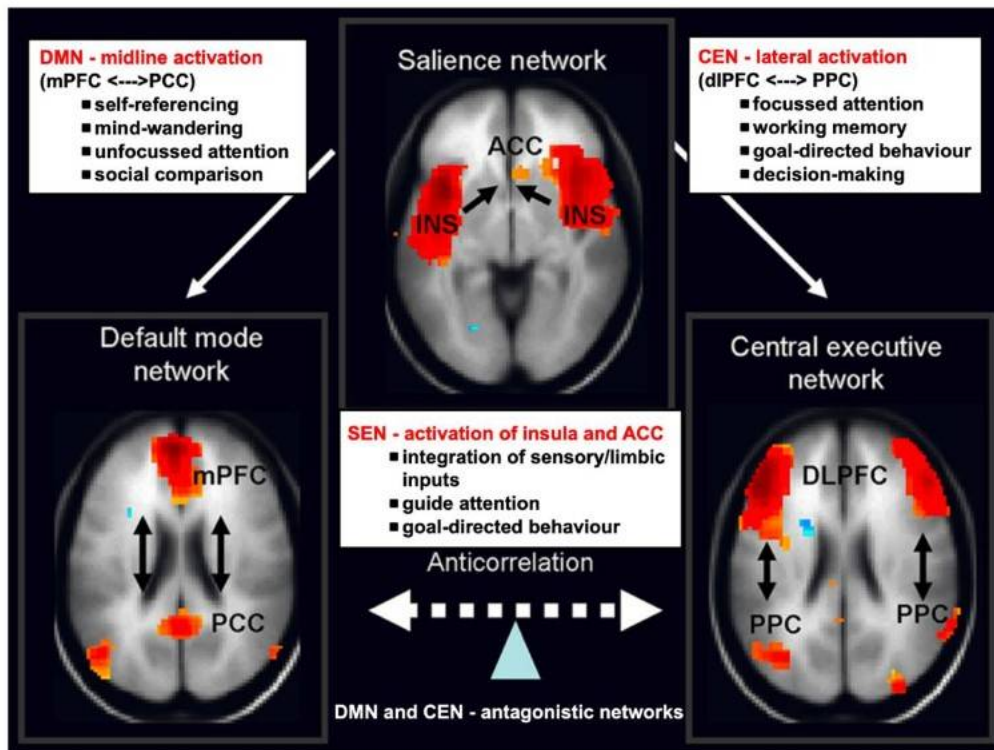 DMN - midline activation
(mPFC <--->PCC)
■ self-referencing
■ mind-wandering
■ unfocussed attention
■ social comparison
Salience network
ACC
INS
INS
CEN - lateral activation
(dlPFC <---> PPC)
■ focussed attention
■ working memory
■ goal-directed behaviour
■ decision-making
Default mode
network
mPFC
PCC
SEN - activation of insula and ACC
■ integration of sensory/limbic
inputs
■ guide attention
■ goal-directed behaviour
Anticorrelation
DMN and CEN - antagonistic networks
Central executive
network
DLPFC
PPC
PPC